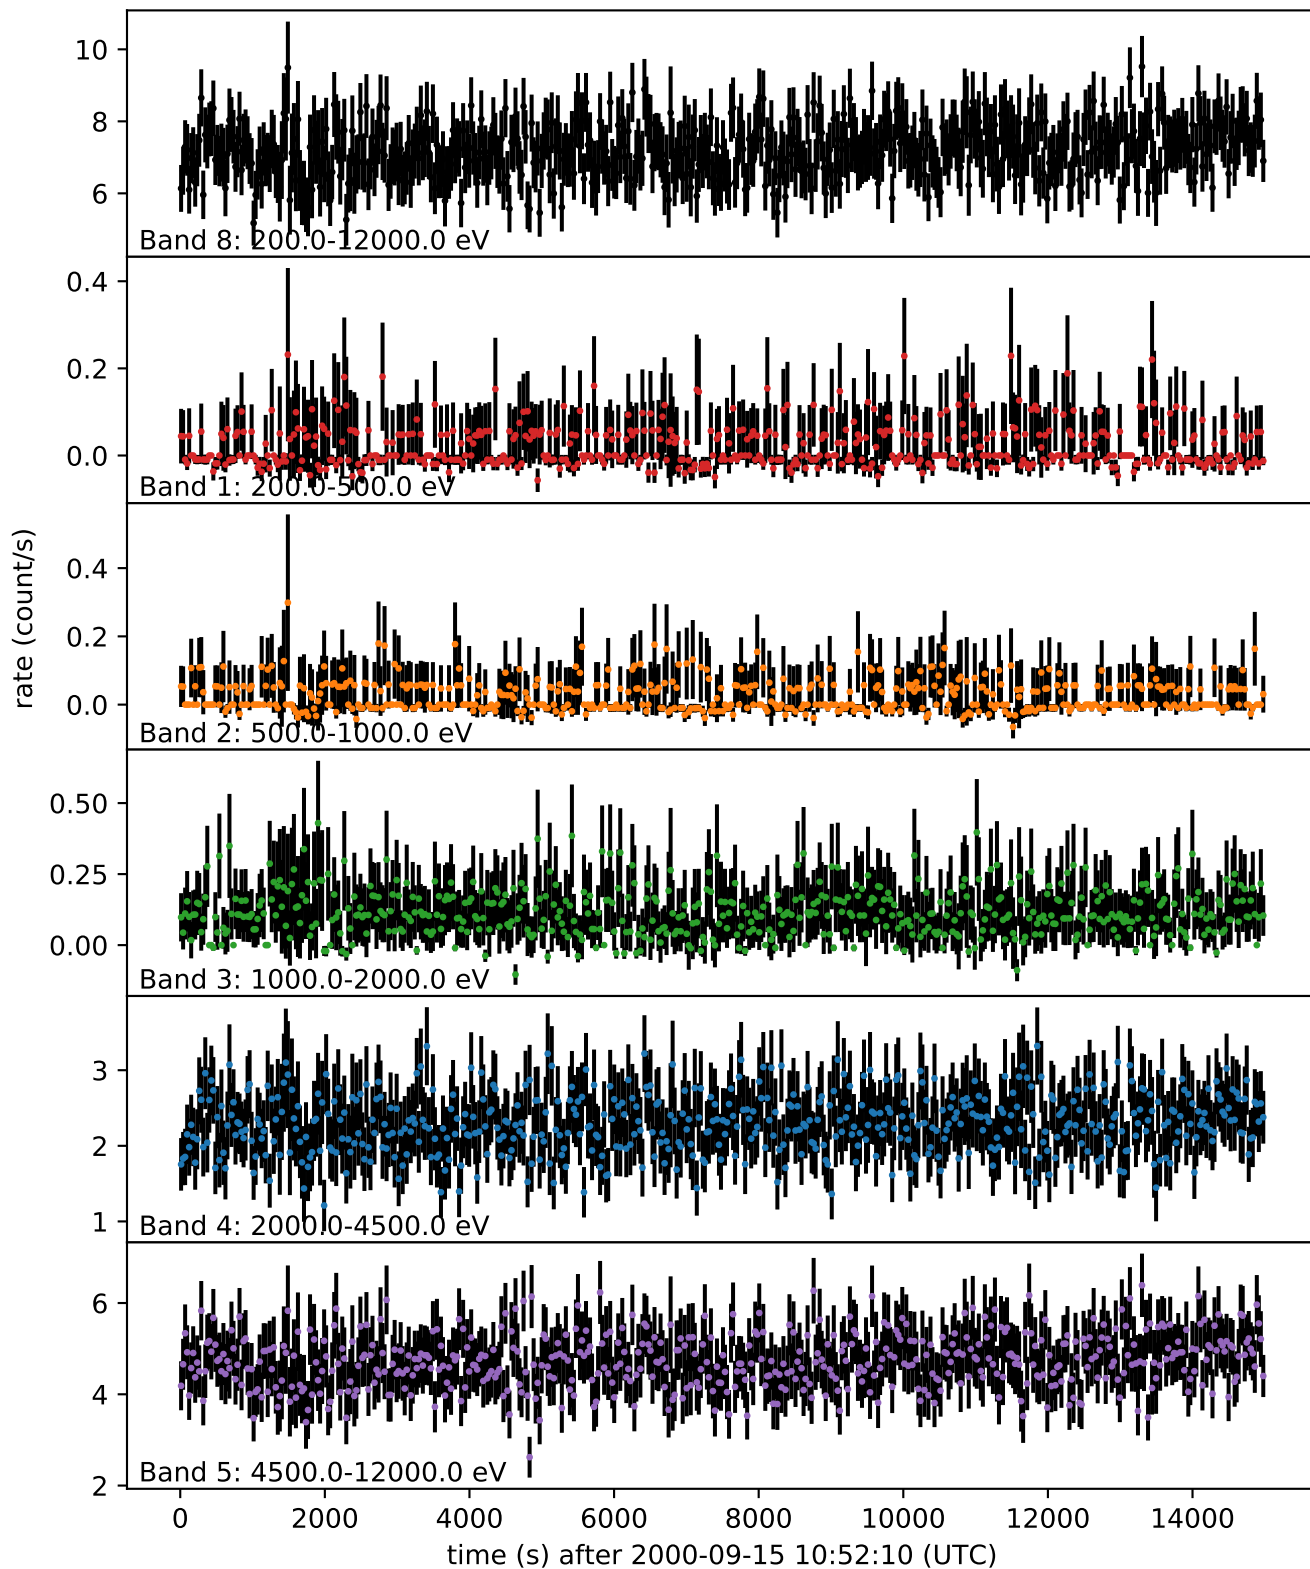 10
8
6
Band 8: 200.0-12000.0 eV
0.4
0.2
0.0
Band 1: 200.0-500.0 eV
rate (count/s)
0.4
0.2
0.0
Band 2: 500.0-1000.0 eV
0.50
0.25
0.00
Band 3: 1000.0-2000.0 eV
3
2
1
Band 4: 2000.0-4500.0 eV
6
4
2
Band 5: 4500.0-12000.0 eV
0 2000 4000 6000 8000 10000 12000 14000
time (s) after 2000-09-15 10:52:10 (UTC)